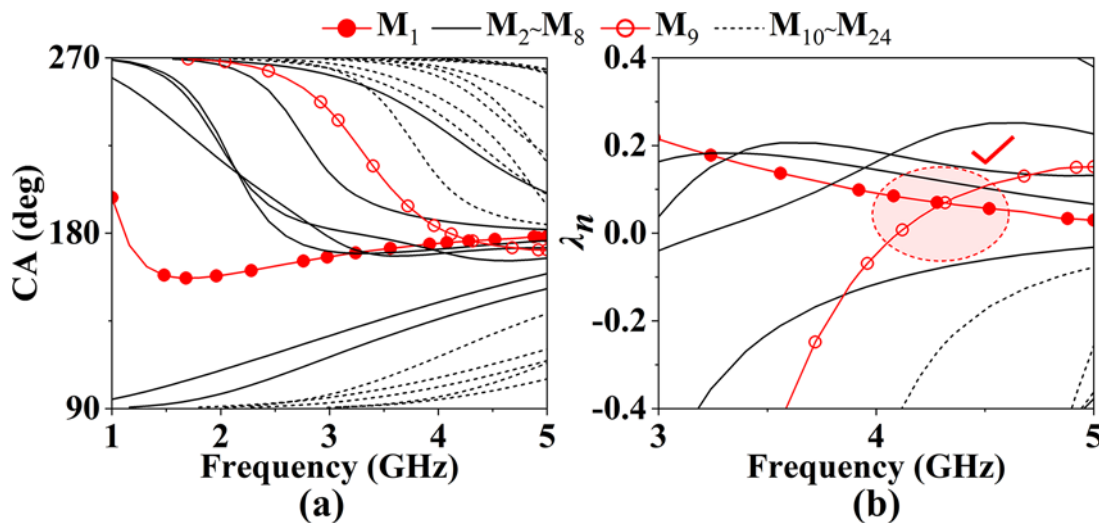 M1 M2~M8 M9 M10~M24
270
180
90
CA (deg)
1 2 3 4 5
Frequency (GHz)
(a)
0.4
0.2
0.0
-0.2
-0.4
λn
3 4 5
Frequency (GHz)
(b)